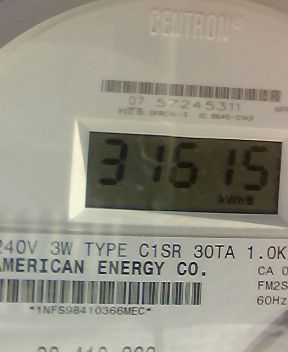 CENTRON®
07 57245311
31615
kWh
240V 3W TYPE C1SR 30TA 1.0K
AMERICAN ENERGY CO.
CA 0
FM2S
*1NFS98410366MEC*
60Hz